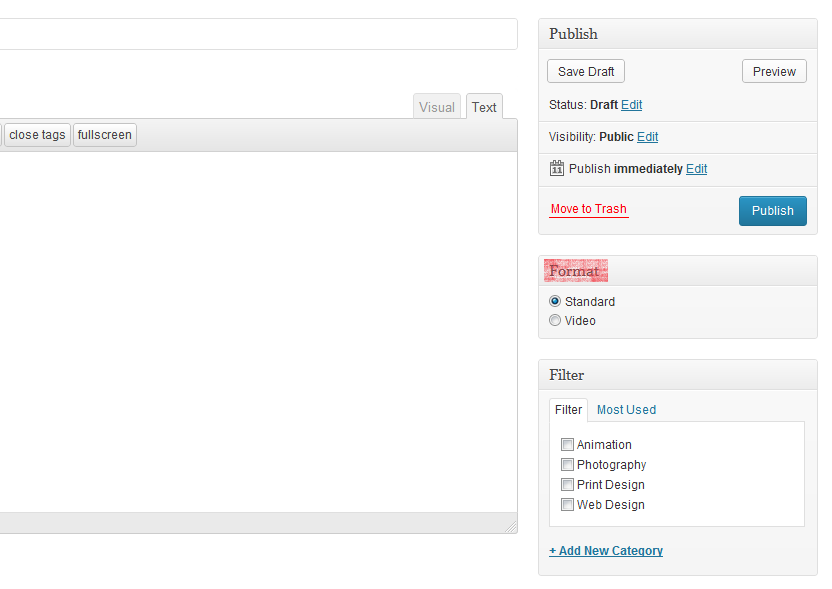 Publish
Save Draft Preview
Visual Text
Status: Draft Edit
close tags fullscreen
Visibility: Public Edit
11 Publish immediately Edit
Move to Trash Publish
Format
Standard
Video
Filter
Filter Most Used
Animation
Photography
Print Design
Web Design
+ Add New Category